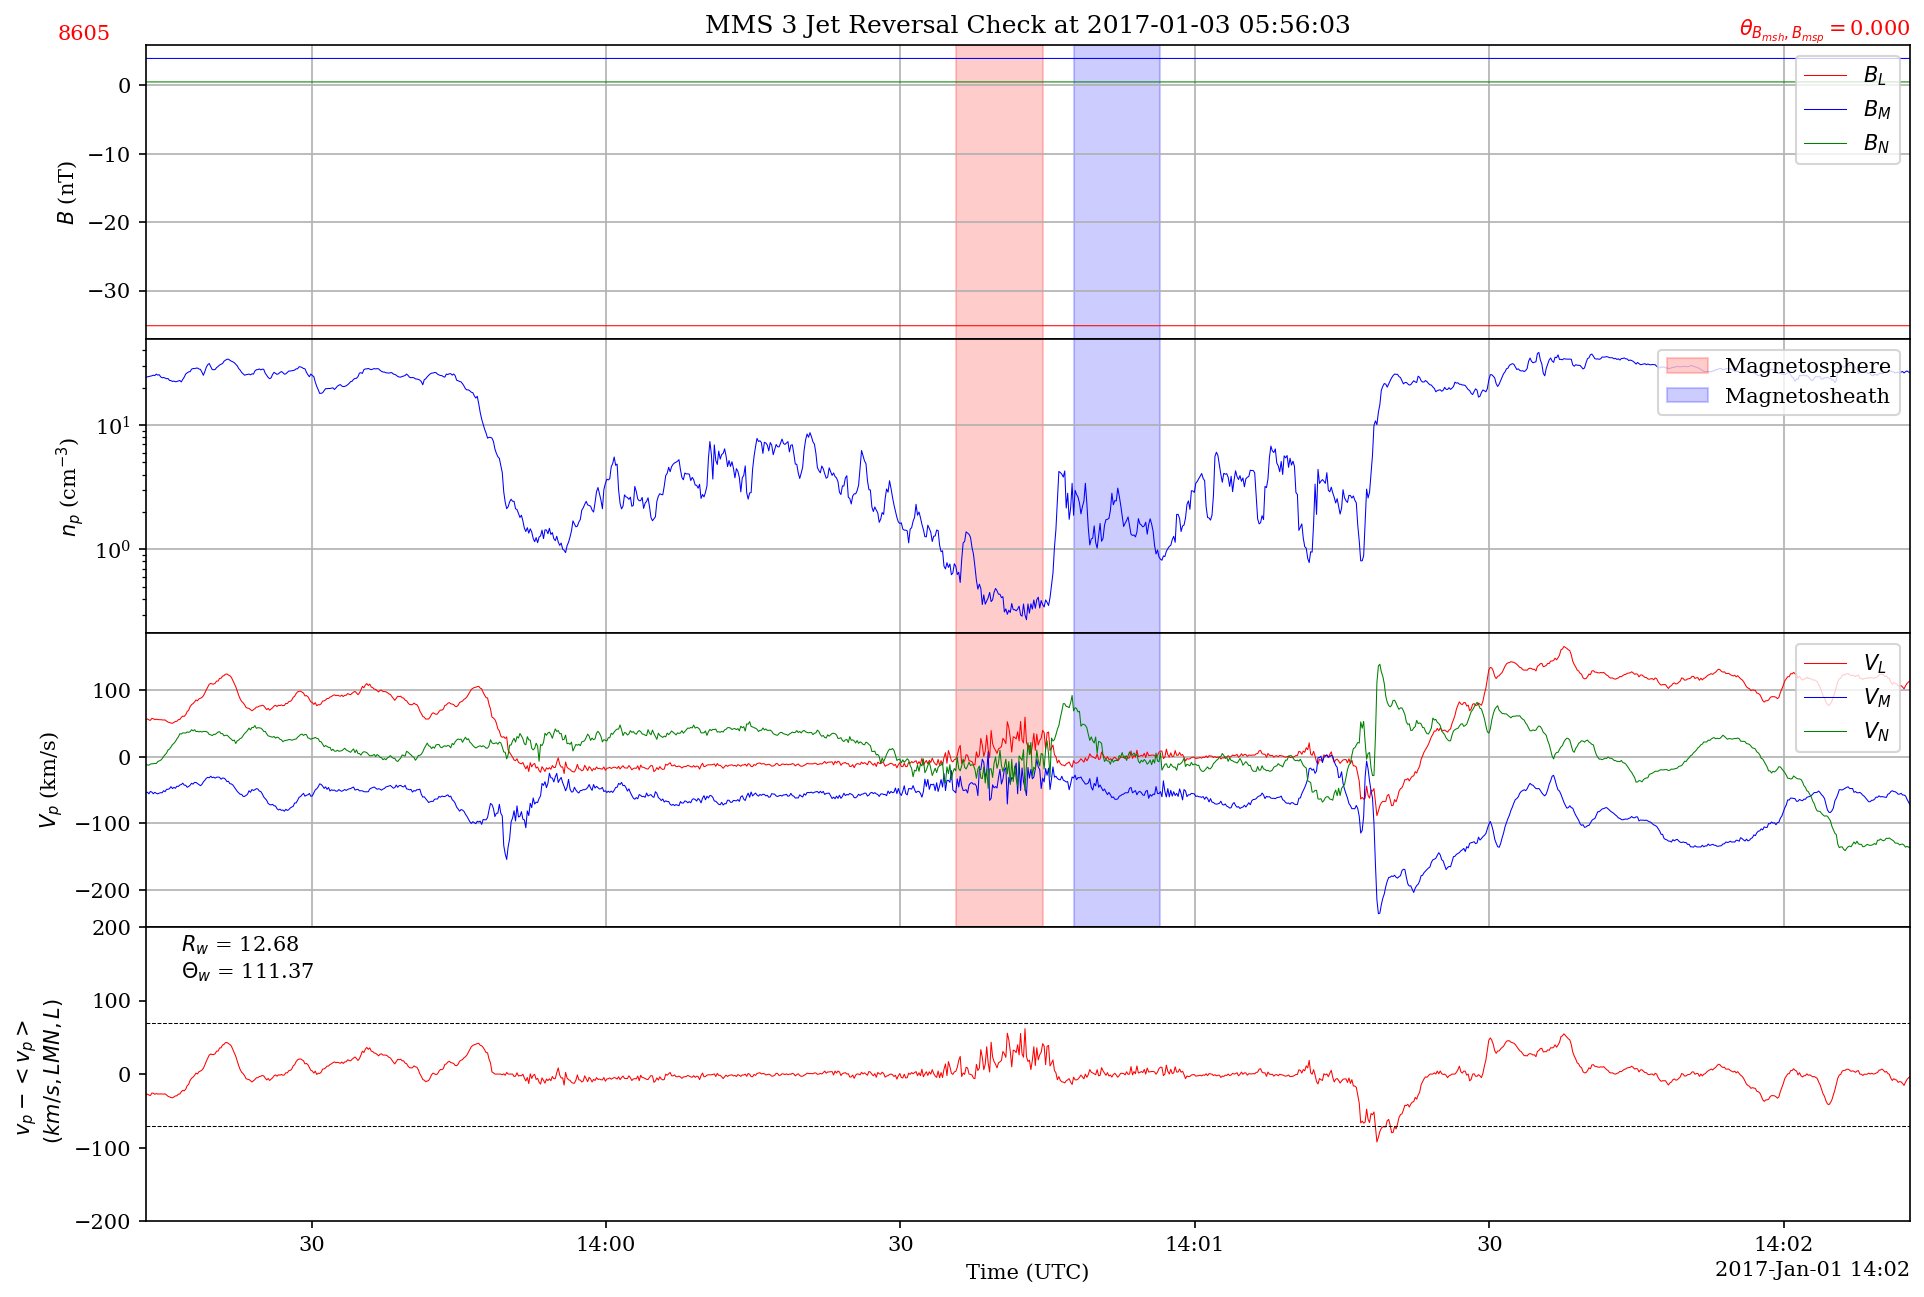 8605
MMS 3 Jet Reversal Check at 2017-01-03 05:56:03
θ_{B_{msh}, B_{msp}} = 0.000
B (nT)
0
−10
−20
−30
B_L
B_M
B_N
n_p (cm^{−3})
10^1
10^0
Magnetosphere
Magnetosheath
V_p (km/s)
100
0
−100
−200
V_L
V_M
V_N
v_p − < v_p >
(km/s, LMN, L)
200
100
0
−100
−200
R_w = 12.68
Θ_w = 111.37
30
14:00
30
14:01
30
14:02
Time (UTC)
2017-Jan-01 14:02